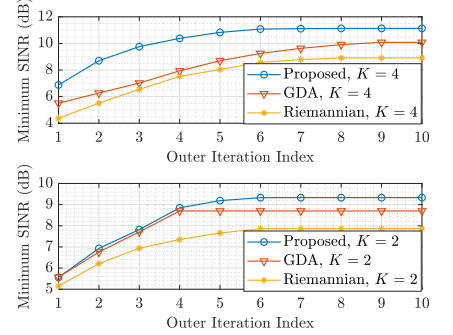 12
10
8
6
4
Minimum SINR (dB)
Proposed, K = 4
GDA, K = 4
Riemannian, K = 4
1 2 3 4 5 6 7 8 9 10
Outer Iteration Index
10
9
8
7
6
5
Minimum SINR (dB)
Proposed, K = 2
GDA, K = 2
Riemannian, K = 2
1 2 3 4 5 6 7 8 9 10
Outer Iteration Index